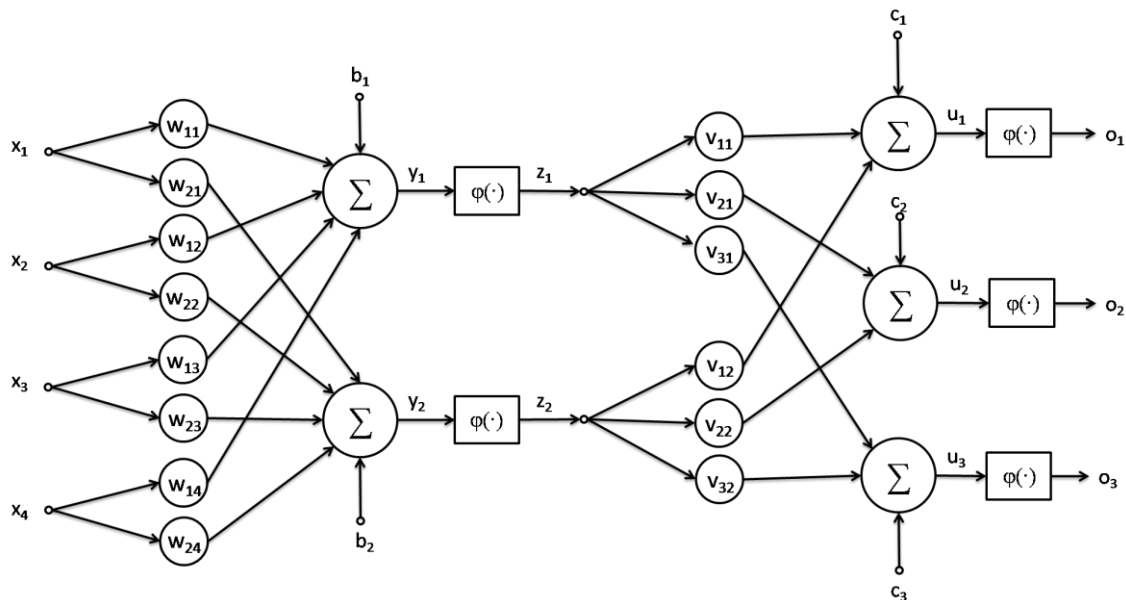 c₁
b₁
x₁
w₁₁
w₂₁
∑
y₁
φ(·)
z₁
v₁₁
v₂₁
v₃₁
∑
u₁
φ(·)
o₁
x₂
w₁₂
w₂₂
c₂
∑
u₂
φ(·)
o₂
x₃
w₁₃
w₂₃
∑
y₂
φ(·)
z₂
v₁₂
v₂₂
v₃₂
∑
u₃
φ(·)
o₃
x₄
w₁₄
w₂₄
b₂
c₃